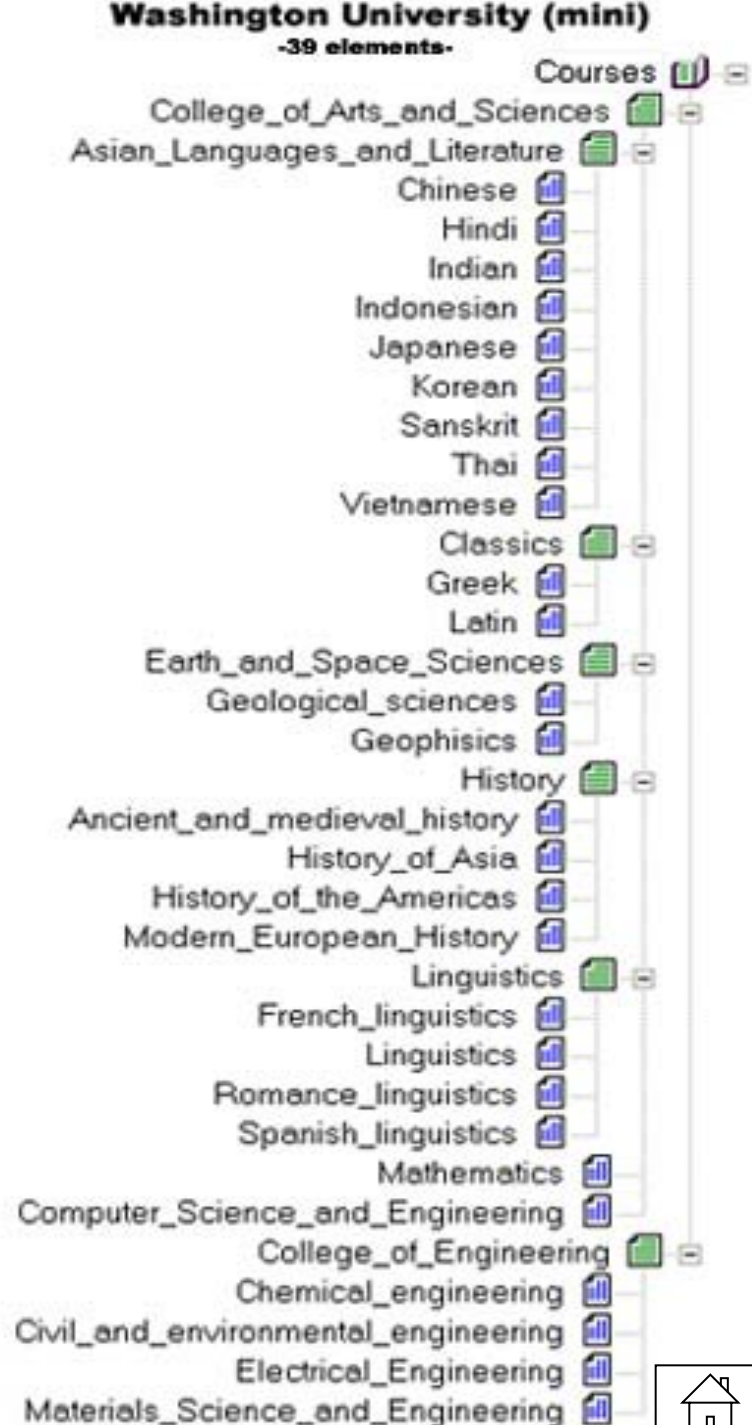 Washington University (mini)
-39 elements-
Courses
College_of_Arts_and_Sciences
Asian_Languages_and_Literature
Chinese
Hindi
Indian
Indonesian
Japanese
Korean
Sanskrit
Thai
Vietnamese
Classics
Greek
Latin
Earth_and_Space_Sciences
Geological_sciences
Geophisics
History
Ancient_and_medieval_history
History_of_Asia
History_of_the_Americas
Modern_European_History
Linguistics
French_linguistics
Linguistics
Romance_linguistics
Spanish_linguistics
Mathematics
Computer_Science_and_Engineering
College_of_Engineering
Chemical_engineering
Civil_and_environmental_engineering
Electrical_Engineering
Materials_Science_and_Engineering